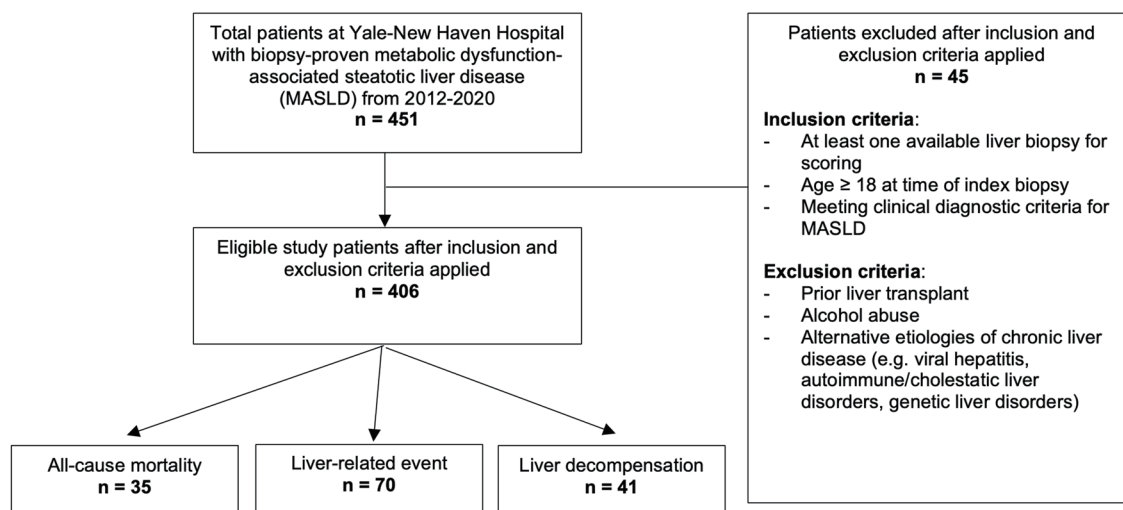 Total patients at Yale-New Haven Hospital
with biopsy-proven metabolic dysfunction-
associated steatotic liver disease
(MASLD) from 2012-2020
n = 451
Patients excluded after inclusion and
exclusion criteria applied
n = 45
Inclusion criteria:
- At least one available liver biopsy for
scoring
- Age ≥ 18 at time of index biopsy
- Meeting clinical diagnostic criteria for
MASLD
Exclusion criteria:
- Prior liver transplant
- Alcohol abuse
- Alternative etiologies of chronic liver
disease (e.g. viral hepatitis,
autoimmune/cholestatic liver
disorders, genetic liver disorders)
Eligible study patients after inclusion and
exclusion criteria applied
n = 406
All-cause mortality
n = 35
Liver-related event
n = 70
Liver decompensation
n = 41